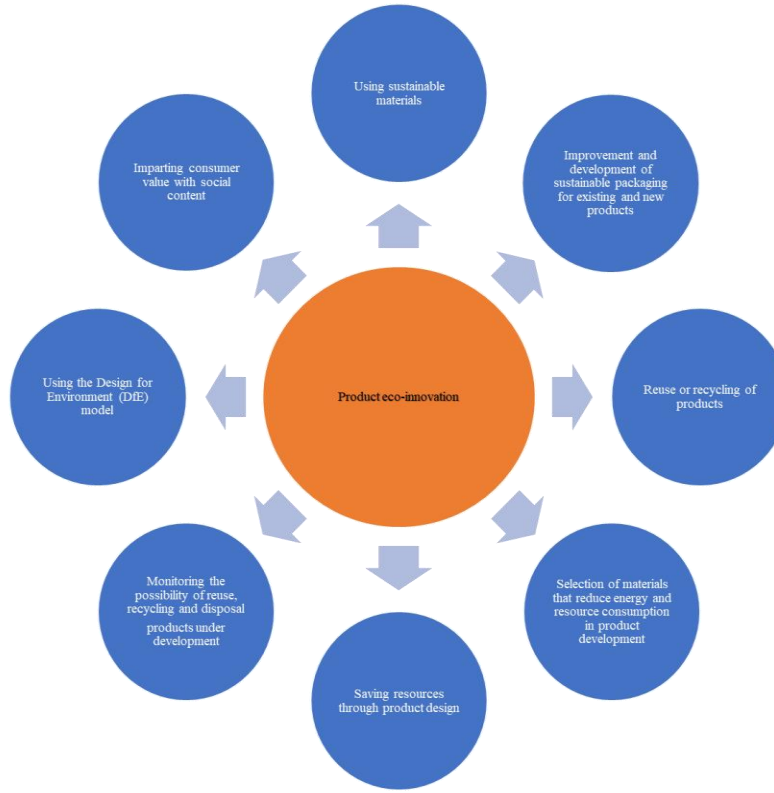 Using sustainable
materials
Improvement and
development of
sustainable packaging
for existing and new
products
Reuse or recycling of
products
Selection of materials
that reduce energy and
resource consumption
in product
development
Saving resources
through product design
Monitoring the
possibility of reuse,
recycling and disposal
products under
development
Using the Design for
Environment (DfE)
model
Imparting consumer
value with social
content
Product eco-innovation